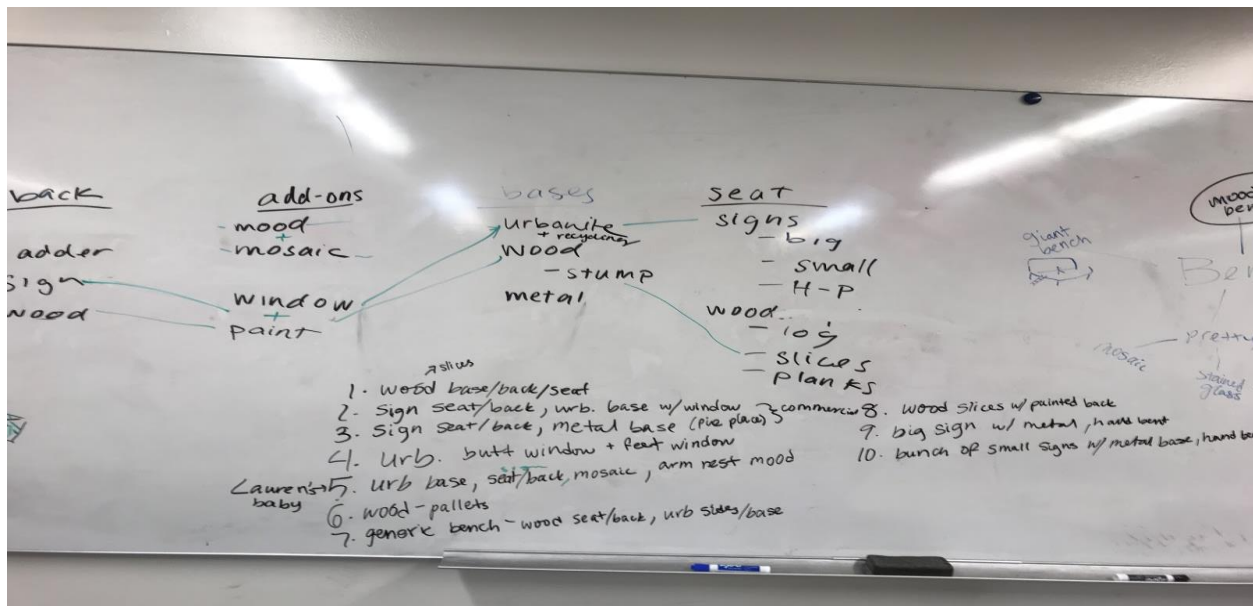 back
adder
sign
wood
add-ons
mood
+
mosaic
window
+
paint
bases
urbanite
+ recycling
wood
- stump
metal
seat
signs
- big
- small
- H-P
wood
- log
- slices
- planks
giant
bench
mood
ben
Ben
pretty
mosaic
stained
glass
slices
1. wood base/back/seat
2. sign seat/back, urb. base w/window
3. sign seat/back, metal base (pie place)
commercial
4. Urb. butt window + feet window
Lauren's
baby
5. urb base, seat/back, mosaic, arm rest mood
6. wood-pallets
7. generic bench - wood seat/back, urb sides/base
8. wood slices w/ painted back
9. big sign w/ metal, hand bent
10. bunch of small signs w/ metal base, hand be